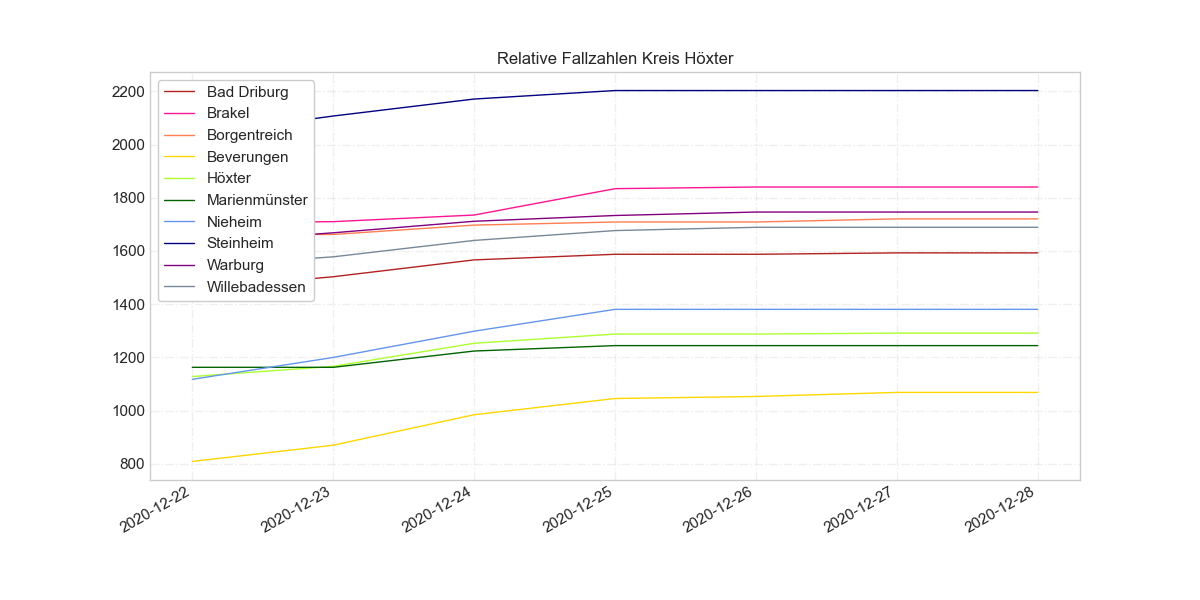 Relative Fallzahlen Kreis Höxter
Bad Driburg
Brakel
Borgentreich
Beverungen
Höxter
Marienmünster
Nieheim
Steinheim
Warburg
Willebadessen
2200
2000
1800
1600
1400
1200
1000
800
2020-12-22
2020-12-23
2020-12-24
2020-12-25
2020-12-26
2020-12-27
2020-12-28